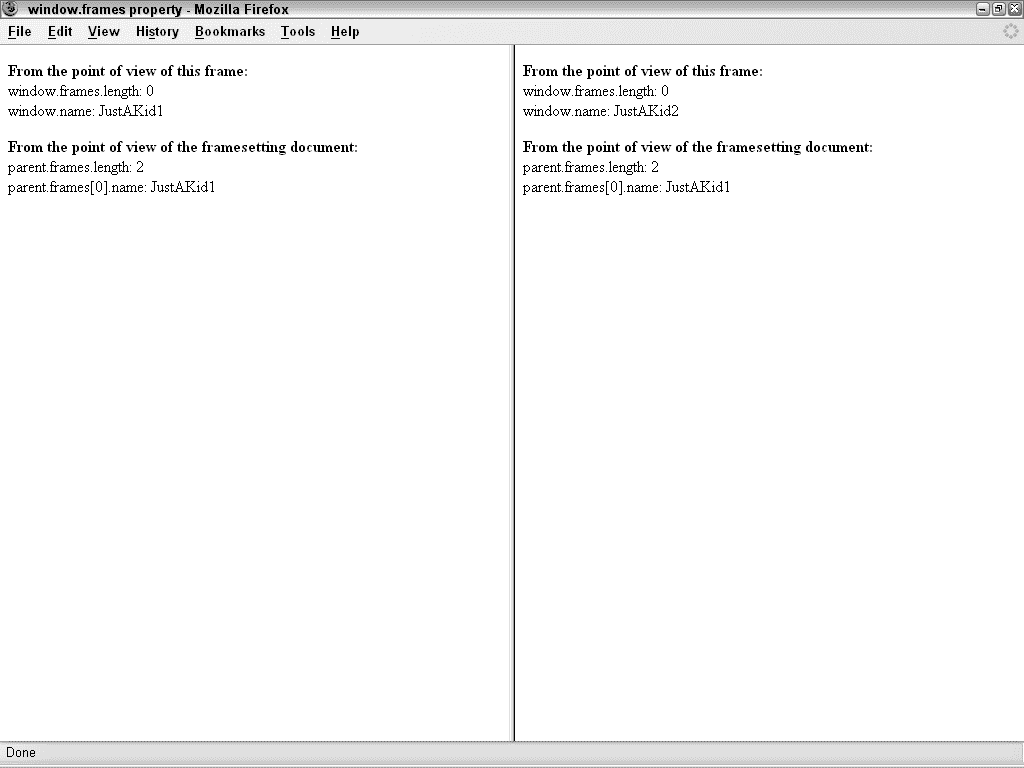 window.frames property - Mozilla Firefox
File Edit View History Bookmarks Tools Help
From the point of view of this frame:
window.frames.length: 0
window.name: JustAKid1
From the point of view of the framesetting document:
parent.frames.length: 2
parent.frames[0].name: JustAKid1
From the point of view of this frame:
window.frames.length: 0
window.name: JustAKid2
From the point of view of the framesetting document:
parent.frames.length: 2
parent.frames[0].name: JustAKid1
Done